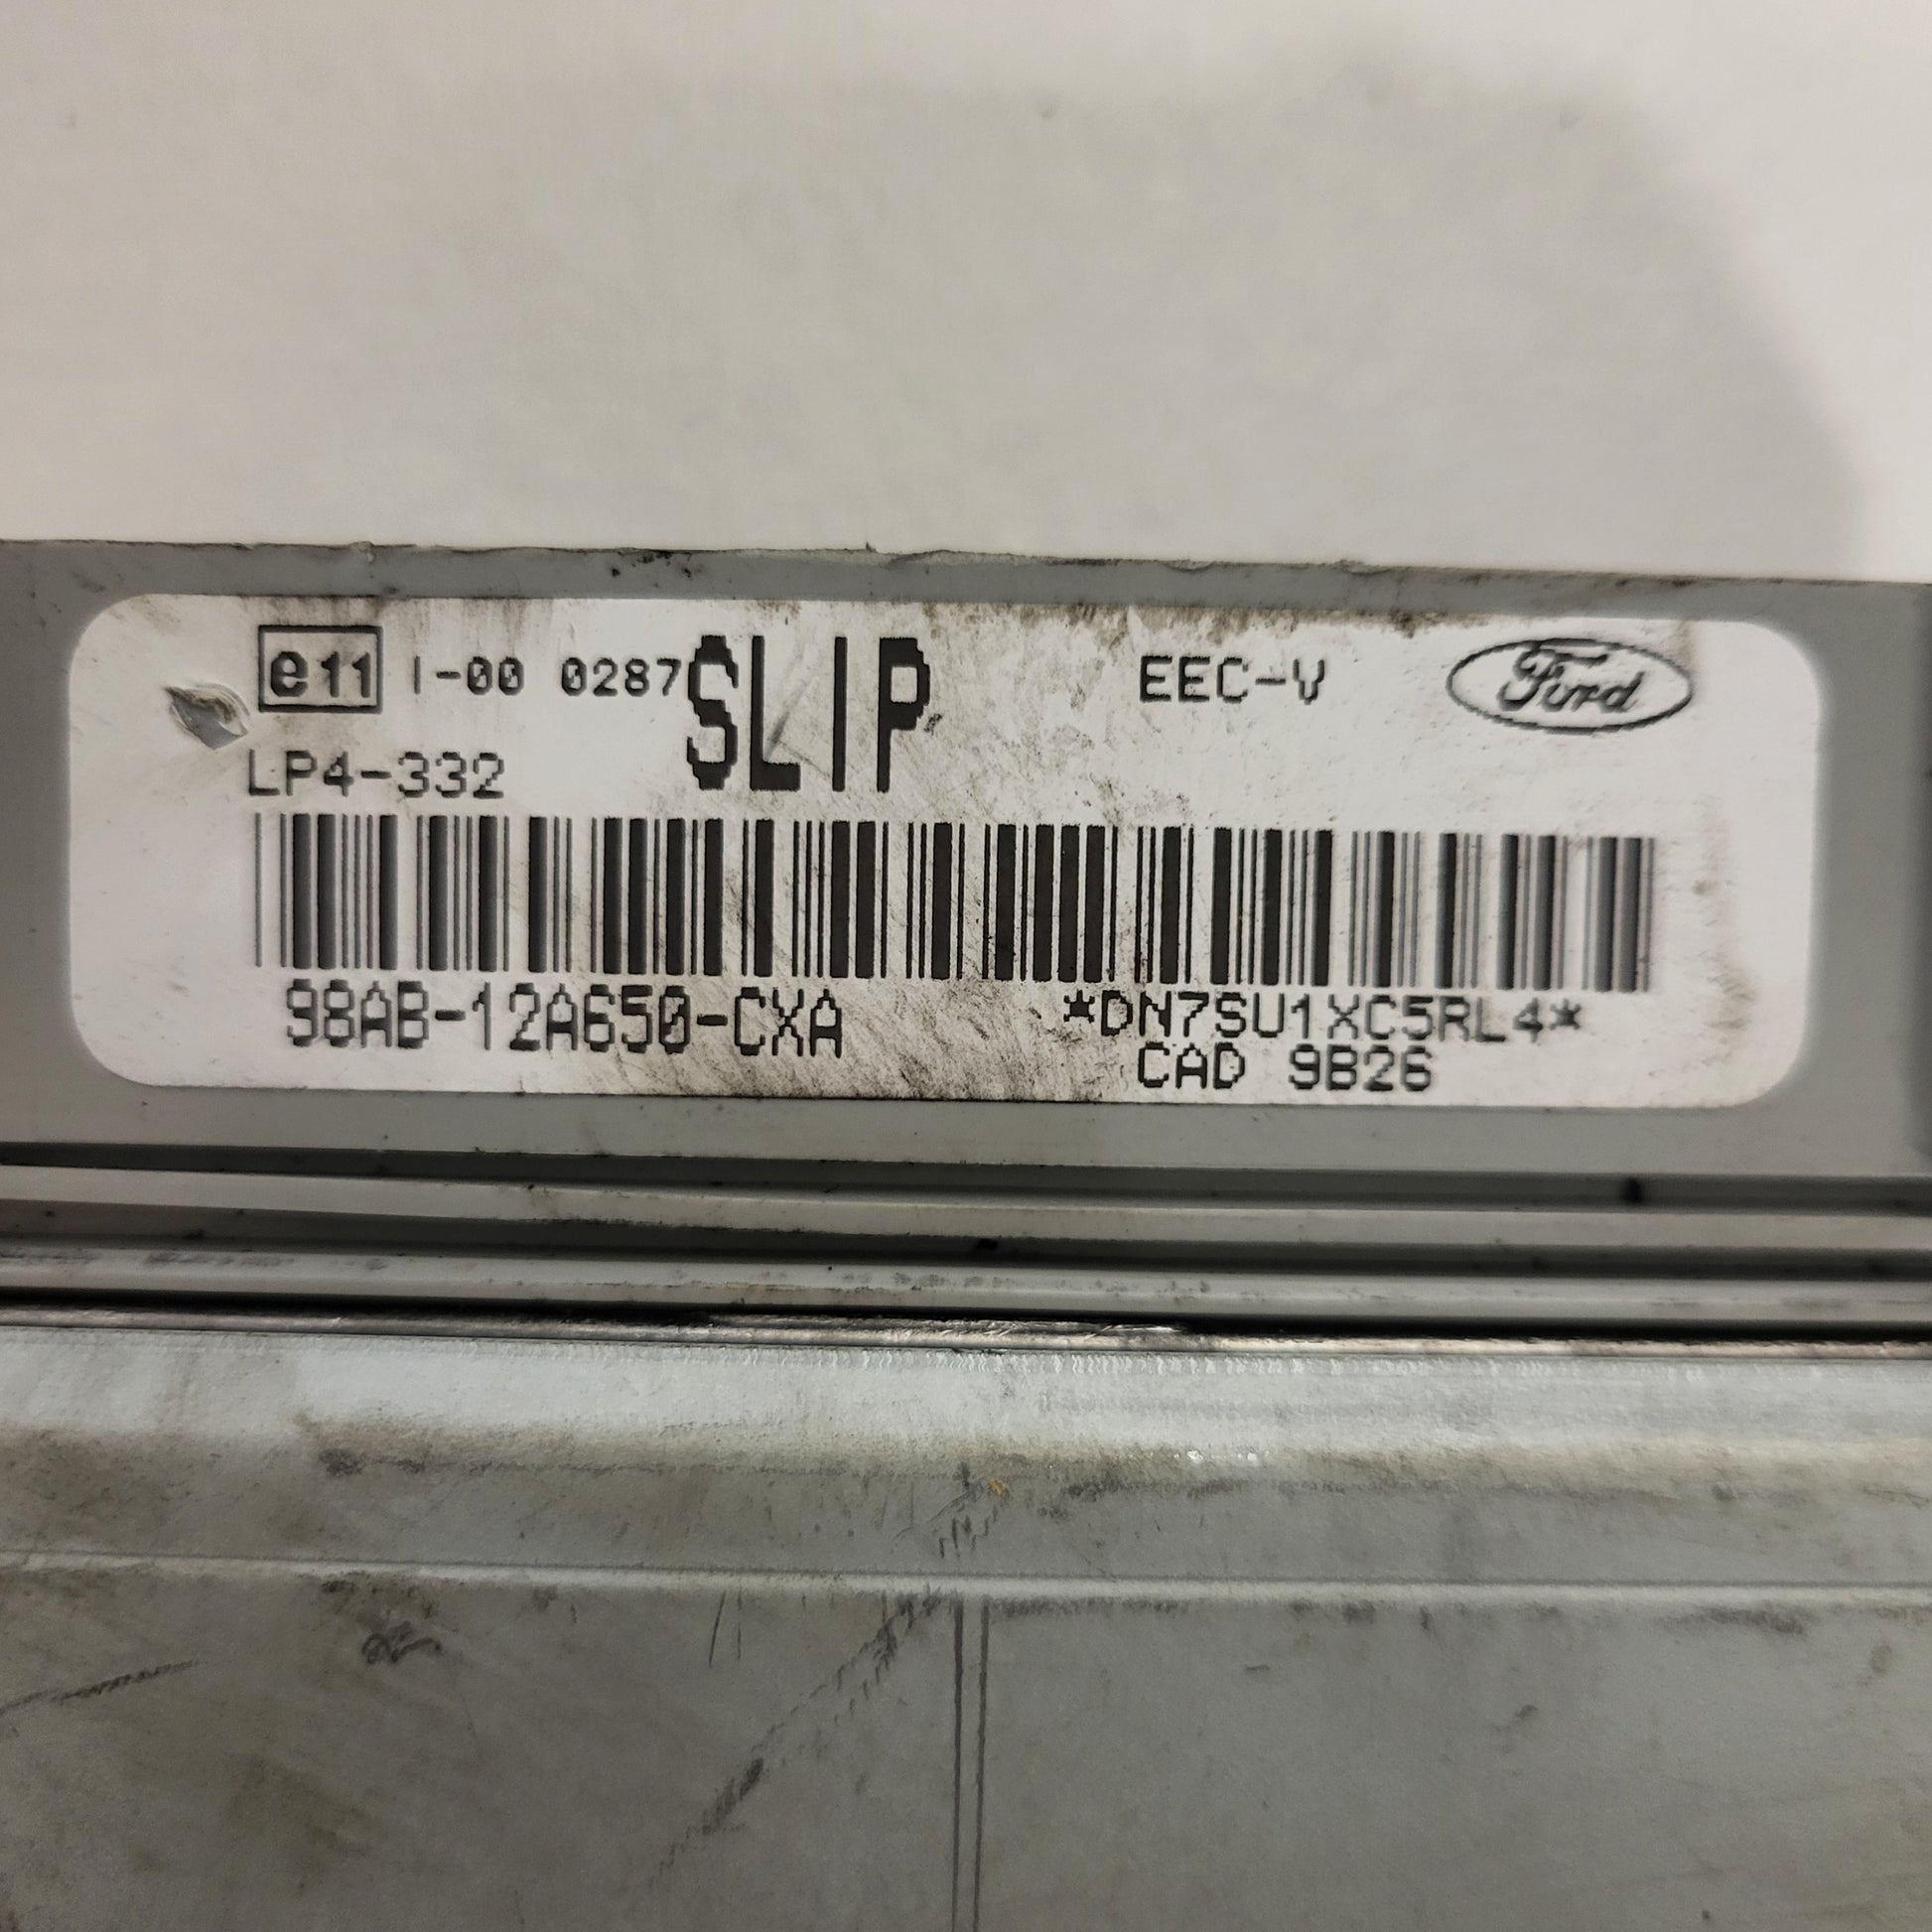 e11 I-00 0287 SLIP EEC-V Ford
LP4-332
98AB-12A650-CXA *DN7SU1XC5RL4*
CAD 9B26